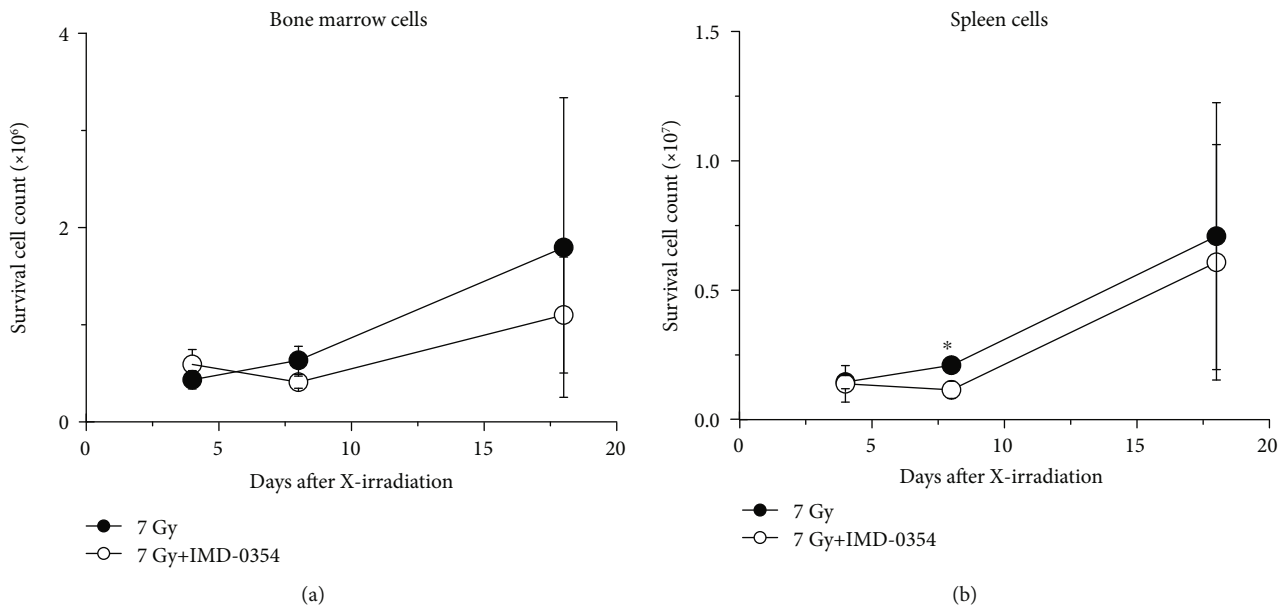 Bone marrow cells
4
2
0
Survival cell count (×10⁶)
0 5 10 15 20
Days after X-irradiation
7 Gy
7 Gy+IMD-0354
(a)
Spleen cells
1.5
1.0
0.5
0.0
Survival cell count (×10⁷)
*
0 5 10 15 20
Days after X-irradiation
7 Gy
7 Gy+IMD-0354
(b)